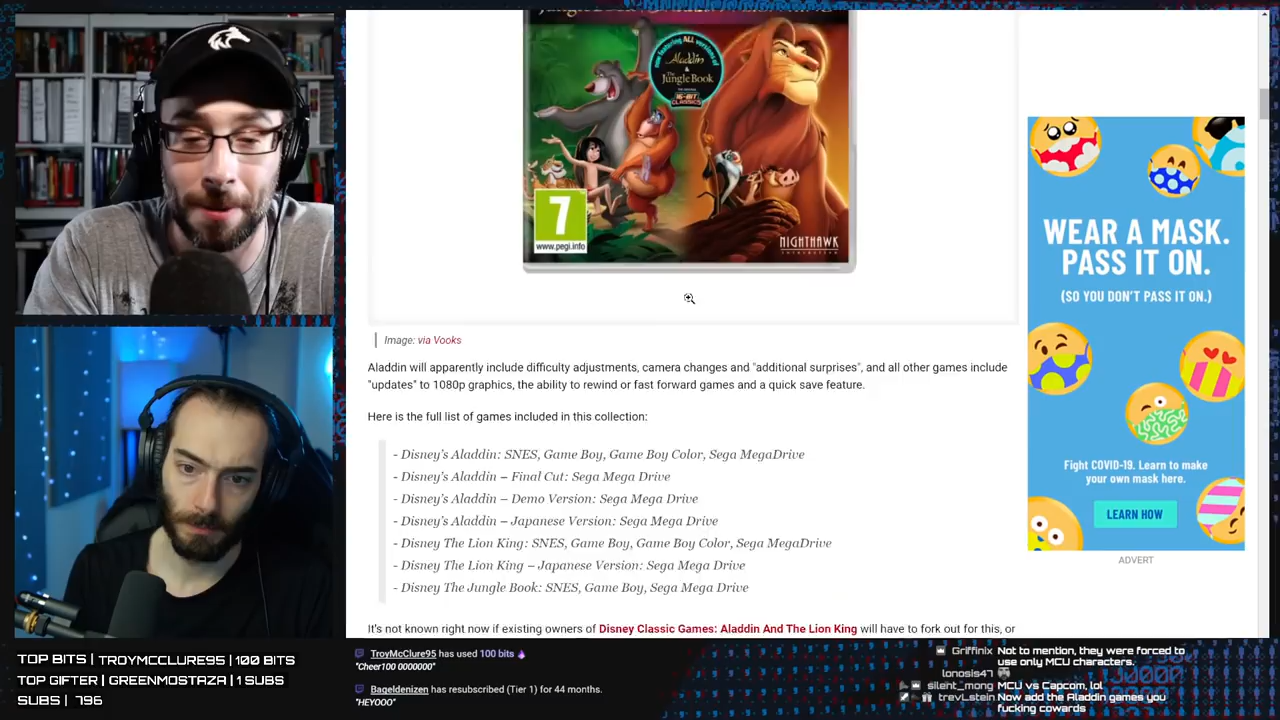 now featuring ALL versions of
Aladdin
&
The Jungle Book
16-BIT
CLASSICS
7
www.pegi.info
NIGHTHAWK
INTERACTIVE
Image: via Vooks
Aladdin will apparently include difficulty adjustments, camera changes and "additional surprises", and all other games include
"updates" to 1080p graphics, the ability to rewind or fast forward games and a quick save feature.
Here is the full list of games included in this collection:
- Disney's Aladdin: SNES, Game Boy, Game Boy Color, Sega MegaDrive
- Disney's Aladdin – Final Cut: Sega Mega Drive
- Disney's Aladdin – Demo Version: Sega Mega Drive
- Disney's Aladdin – Japanese Version: Sega Mega Drive
- Disney The Lion King: SNES, Game Boy, Game Boy Color, Sega MegaDrive
- Disney The Lion King – Japanese Version: Sega Mega Drive
- Disney The Jungle Book: SNES, Game Boy, Sega Mega Drive
It's not known right now if existing owners of Disney Classic Games: Aladdin And The Lion King will have to fork out for this, or
WEAR A MASK.
PASS IT ON.
(SO YOU DON'T PASS IT ON.)
Fight COVID-19. Learn to make
your own mask here.
LEARN HOW
ADVERT
TOP BITS | TROYMCCLURE95 | 100 BITS
TOP GIFTER | GREENMOSTAZA | 1 SUBS
SUBS | 796
TroyMcClure95 has used 100 bits
"Cheer100 0000000"
Bageldenizen has resubscribed (Tier 1) for 44 months.
"HEYOOO"
Griffinix Not to mention, they were forced to
use only MCU characters.
lanosis47
silent_mong MCU vs Capcom, lol
trevi_stein Now add the Aladdin games you
fucking cowards